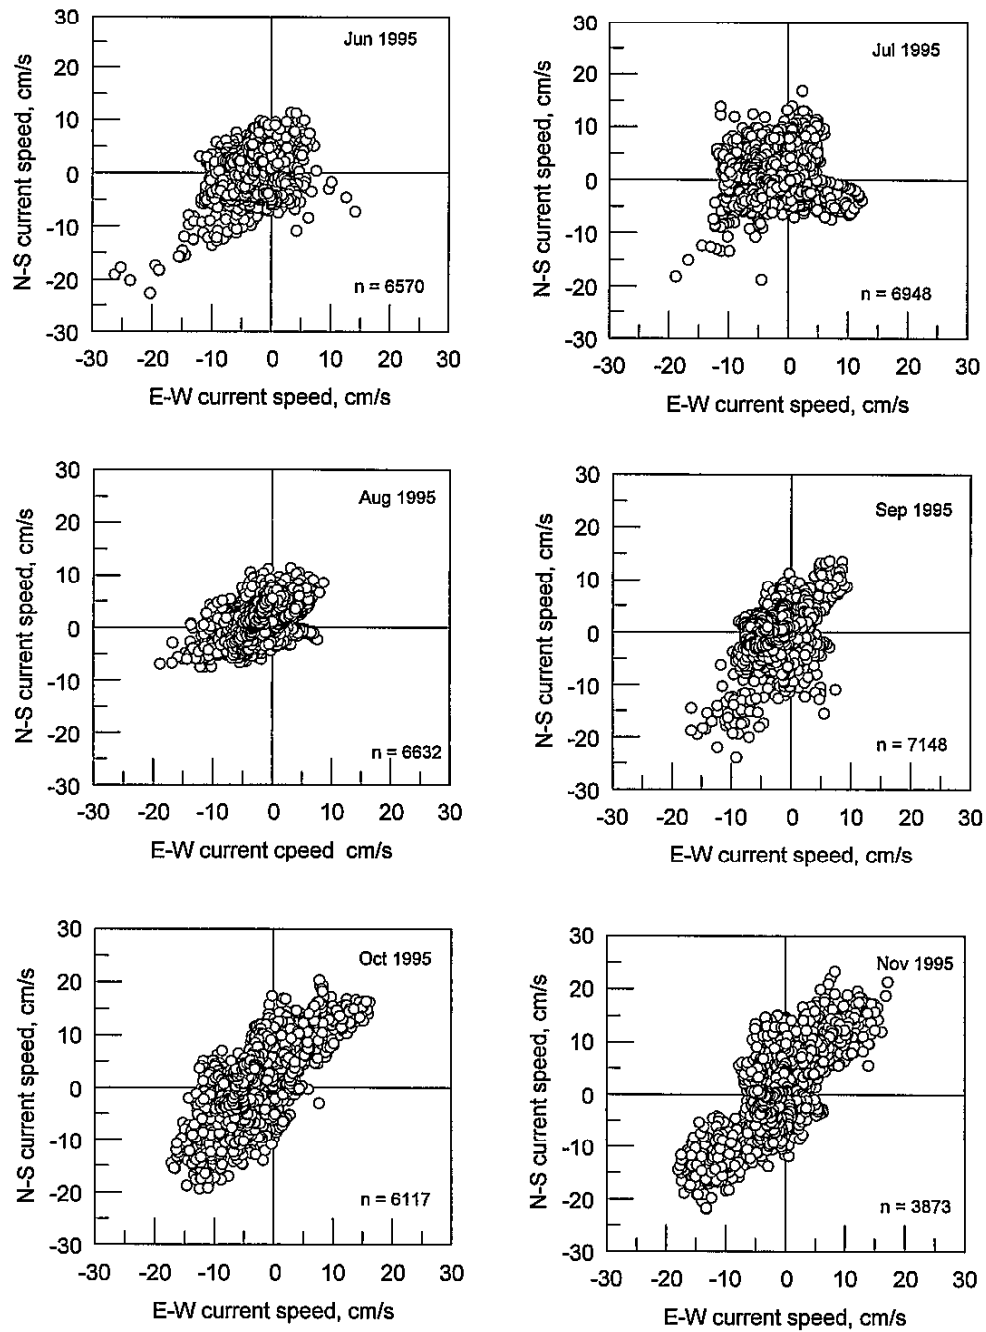 30
Jun 1995
20
10
0
-10
-20
n = 6570
-30
-30 -20 -10 0 10 20 30
N-S current speed, cm/s
E-W current speed, cm/s
30
Jul 1995
20
10
0
-10
-20
n = 6948
-30
-30 -20 -10 0 10 20 30
N-S current speed, cm/s
E-W current speed, cm/s
30
Aug 1995
20
10
0
-10
-20
n = 6632
-30
-30 -20 -10 0 10 20 30
N-S current speed, cm/s
E-W current cpeed cm/s
30
Sep 1995
20
10
0
-10
-20
n = 7148
-30
-30 -20 -10 0 10 20 30
N-S current speed, cm/s
E-W current speed, cm/s
30
Oct 1995
20
10
0
-10
-20
n = 6117
-30
-30 -20 -10 0 10 20 30
N-S current speed, cm/s
E-W current speed, cm/s
30
Nov 1995
20
10
0
-10
-20
n = 3873
-30
-30 -20 -10 0 10 20 30
N-S current speed, cm/s
E-W current speed, cm/s